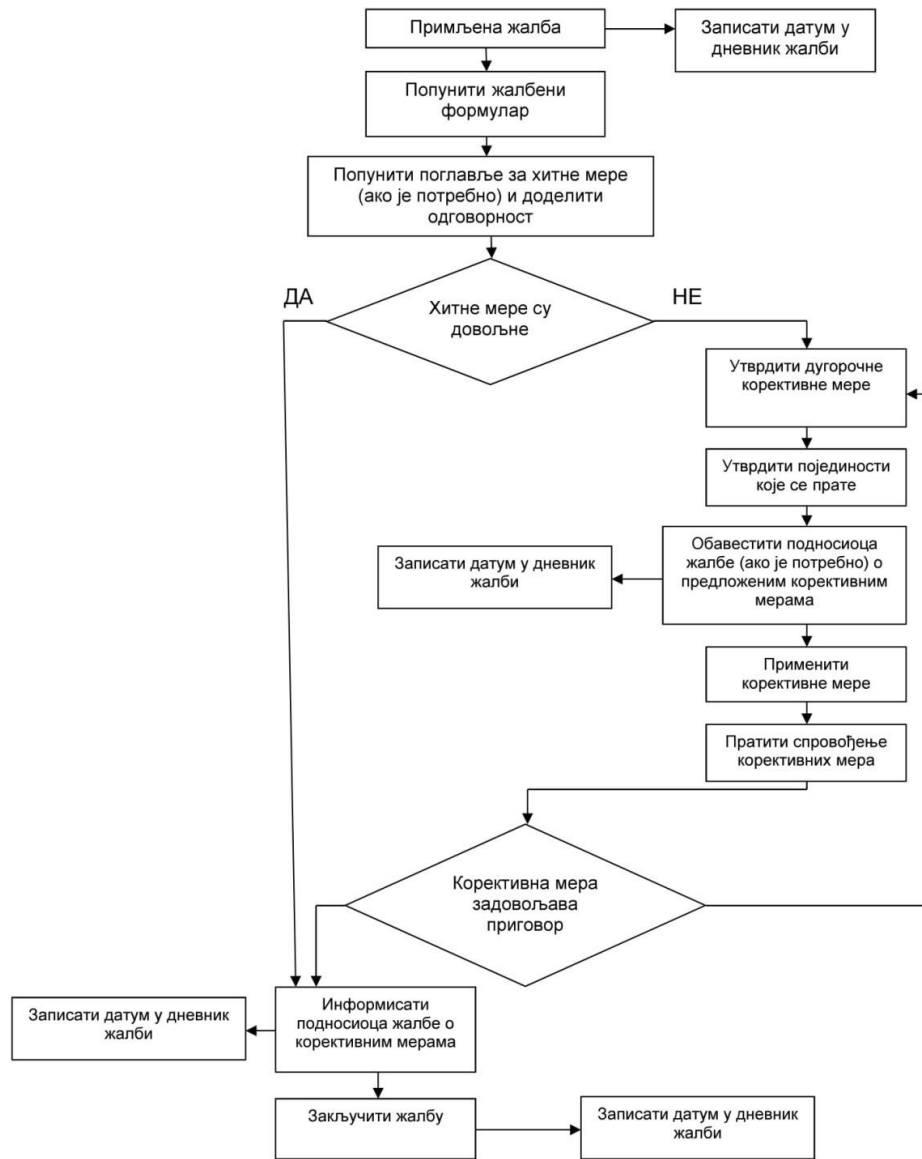 Примљена жалба
Записати датум у
дневник жалби
Попунити жалбени
формулар
Попунити поглавље за хитне мере
(ако је потребно) и доделити
одговорност
ДА
НЕ
Хитне мере су
довољне
Утврдити дугорочне
корективне мере
Утврдити појединости
које се прате
Обавестити подносиоца
жалбе (ако је потребно) о
предложеним корективним
мерама
Записати датум у дневник
жалби
Применити
корективне мере
Пратити спровођење
корективних мера
Корективна мера
задовољава
приговор
Информисати
подносиоца жалбе о
корективним мерама
Записати датум у дневник
жалби
Закључити жалбу
Записати датум у дневник
жалби